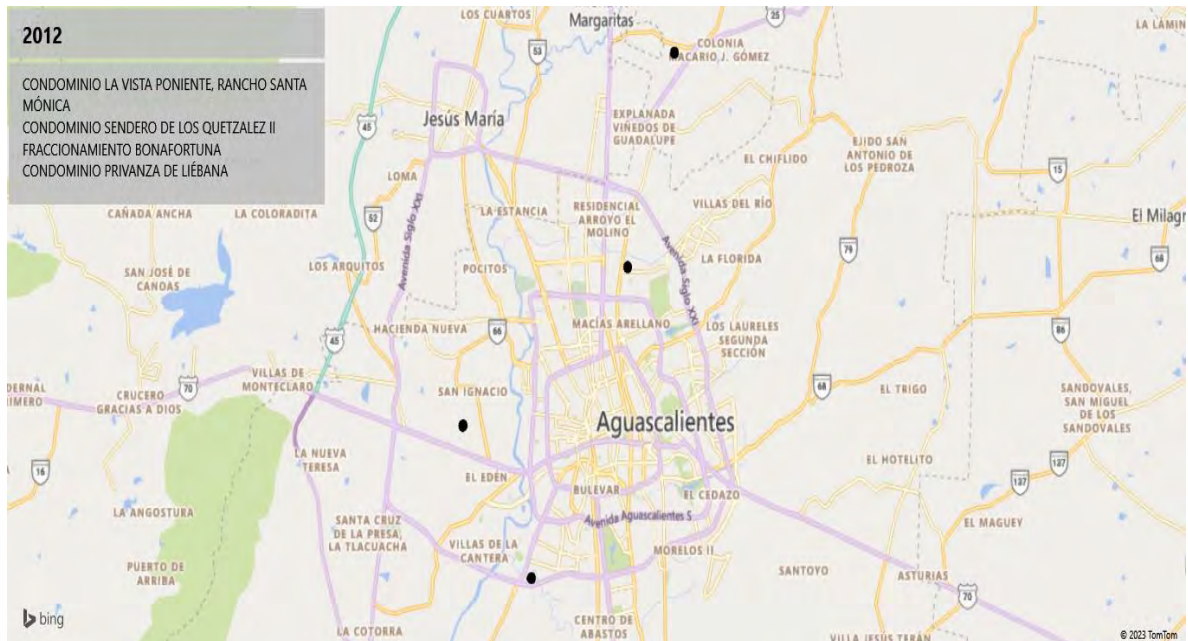 2012
CONDOMINIO LA VISTA PONIENTE, RANCHO SANTA
MÓNICA
CONDOMINIO SENDERO DE LOS QUETZALEZ II
FRACCIONAMIENTO BONAFORTUNA
CONDOMINIO PRIVANZA DE LIÉBANA
LOS CUARTOS
Margaritas
25
LA LAMIN
53
COLONIA
MACARIO J. GÓMEZ
45
Jesús María
EXPLANADA
VIÑEDOS DE
GUADALUPE
EL CHIFLIDO
EJIDO SAN
ANTONIO DE
LOS PEDROZA
15
LOMA
CAÑADA ANCHA
LA COLORADITA
52
Avenida Siglo XXI
LA ESTANCIA
RESIDENCIAL
ARROYO EL
MOLINO
VILLAS DEL RÍO
El Milagr
SAN JOSÉ DE
CANOAS
LOS ARQUITOS
POCITOS
Avenida Siglo XXI
LA FLORIDA
79
68
45
HACIENDA NUEVA
66
MACÍAS ARELLANO
LOS LAURELES
SEGUNDA
SECCIÓN
86
DERNAL
RIMERO
CRUCERO
GRACIAS A DIOS
70
VILLAS DE
MONTECLARO
SAN IGNACIO
68
EL TRIGO
SANDOVALES,
SAN MIGUEL
DE LOS
SANDOVALES
Aguascalientes
16
LA NUEVA
TERESA
EL EDÉN
BULEVAR
EL CEDAZO
EL HOTELITO
137
137
LA ANGOSTURA
SANTA CRUZ
DE LA PRESA,
LA TLACUACHA
VILLAS DE LA
CANTERA
Avenida Aguascalientes S
MORELOS II
EL MAGUEY
PUERTO DE
ARRIBA
SANTOYO
ASTURIAS
70
bing
LA COTORRA
CENTRO DE
ABASTOS
VILLA JESÚS TERÁN
© 2023 TomTom